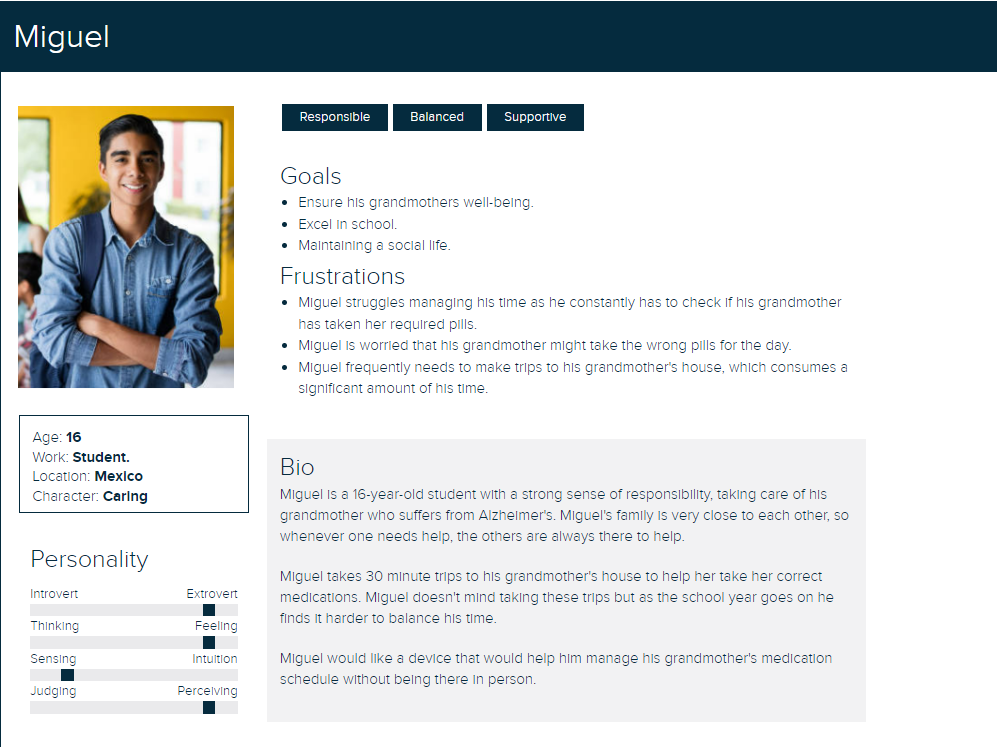 Miguel
Responsible
Balanced
Supportive
Goals
Ensure his grandmothers well-being.
Excel in school.
Maintaining a social life.
Frustrations
Miguel struggles managing his time as he constantly has to check if his grandmother
has taken her required pills.
Miguel is worried that his grandmother might take the wrong pills for the day.
Miguel frequently needs to make trips to his grandmother's house, which consumes a
significant amount of his time.
Age: 16
Work: Student.
Location: Mexico
Character: Caring
Personality
Introvert Extrovert
Thinking Feeling
Sensing Intuition
Judging Perceiving
Bio
Miguel is a 16-year-old student with a strong sense of responsibility, taking care of his
grandmother who suffers from Alzheimer's. Miguel's family is very close to each other, so
whenever one needs help, the others are always there to help.
Miguel takes 30 minute trips to his grandmother's house to help her take her correct
medications. Miguel doesn't mind taking these trips but as the school year goes on he
finds it harder to balance his time.
Miguel would like a device that would help him manage his grandmother's medication
schedule without being there in person.